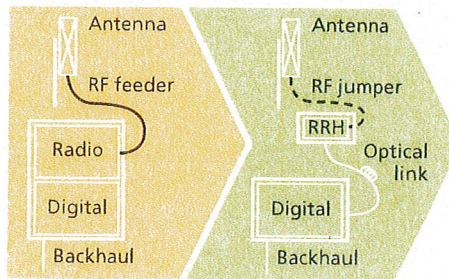 Antenna
RF feeder
Radio
Digital
Backhaul
Antenna
RF jumper
RRH
Optical
link
Digital
Backhaul